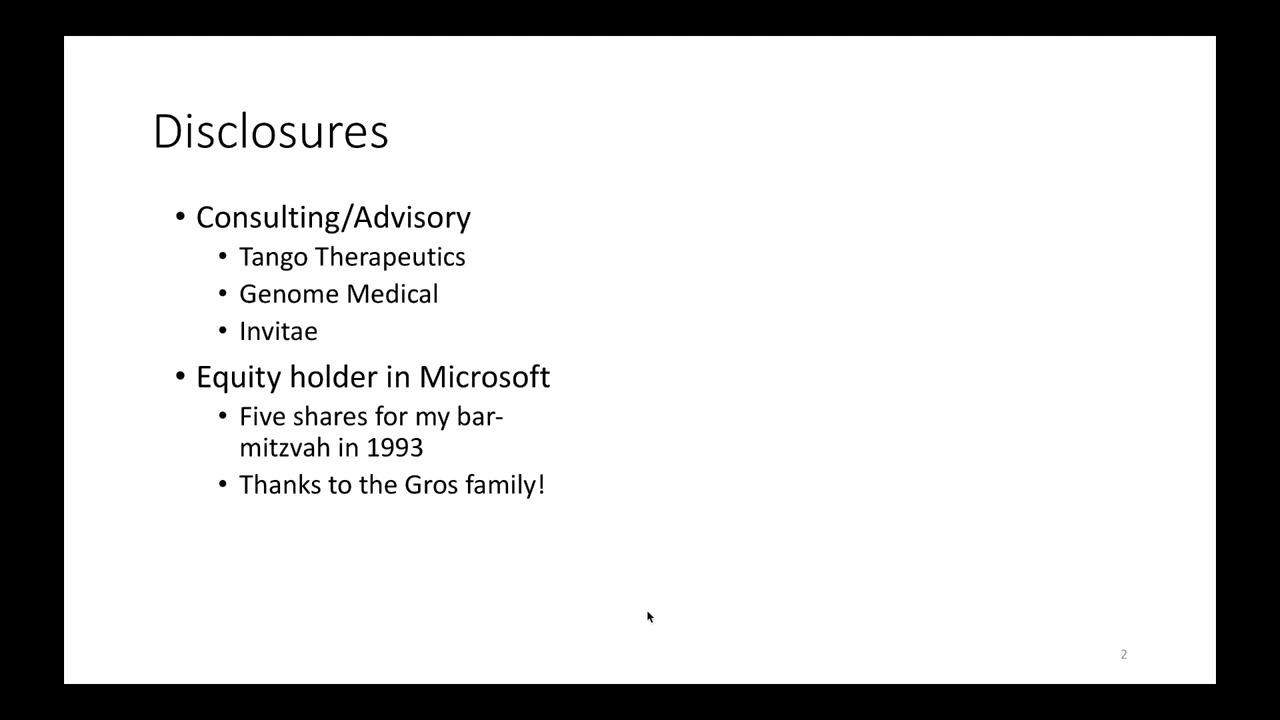 Disclosures
• Consulting/Advisory
• Tango Therapeutics
• Genome Medical
• Invitae
• Equity holder in Microsoft
• Five shares for my bar-
mitzvah in 1993
• Thanks to the Gros family!
2